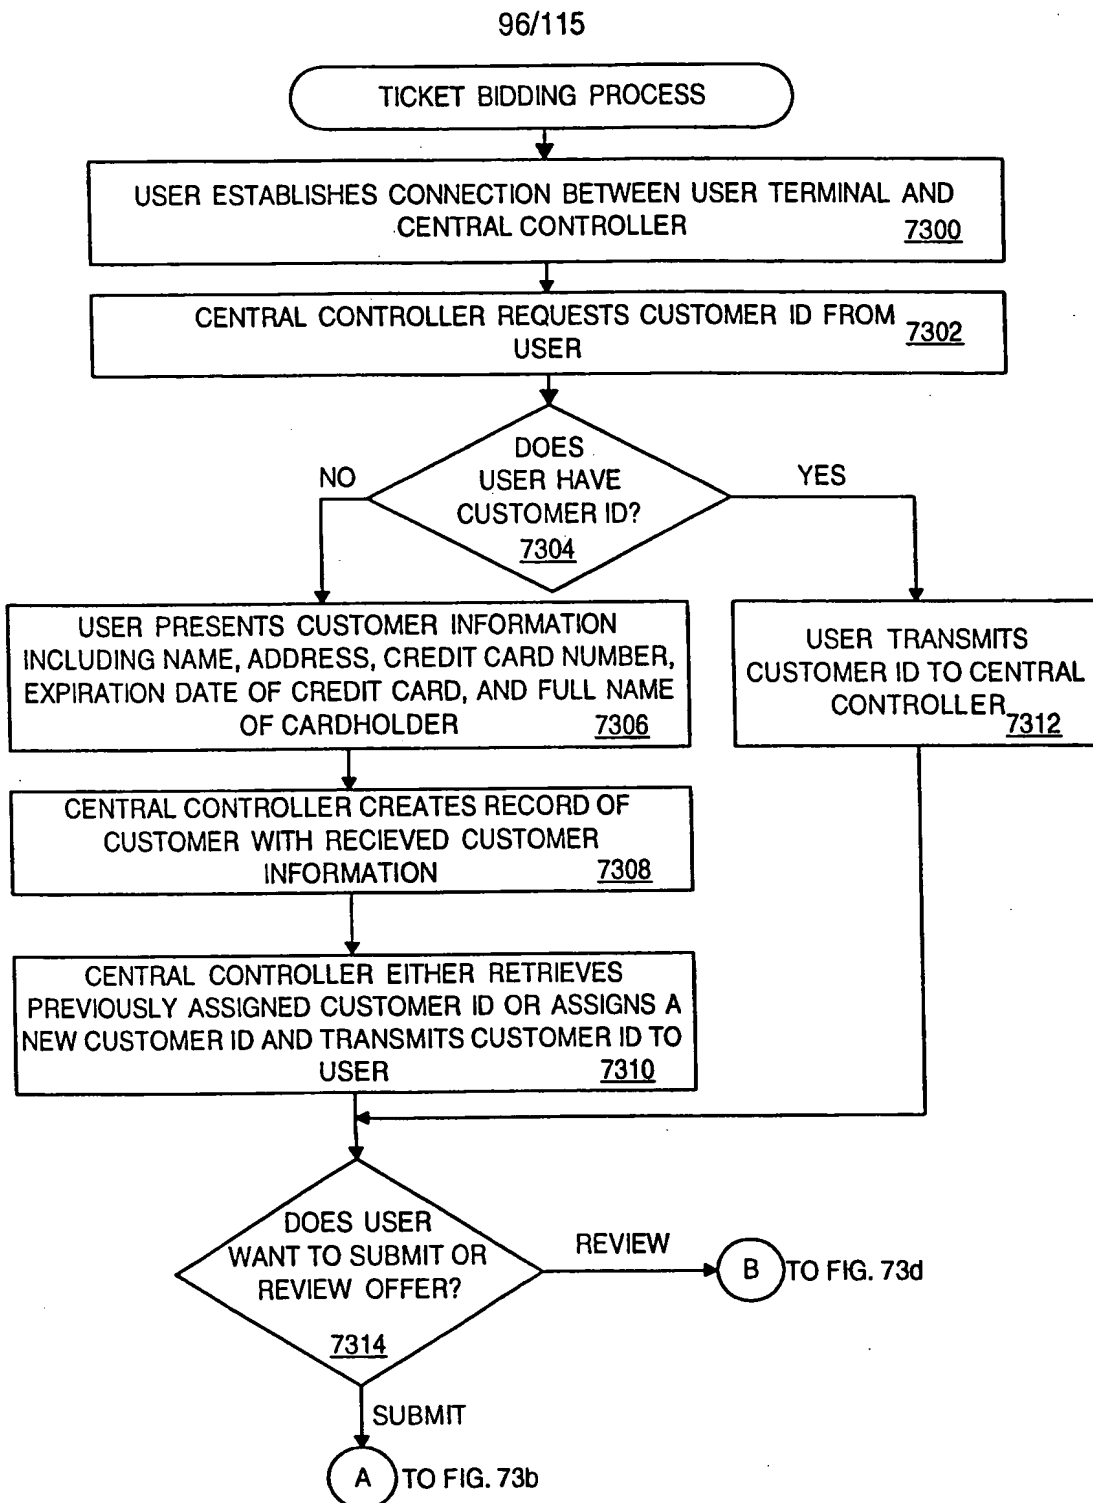 96/115
TICKET BIDDING PROCESS
USER ESTABLISHES CONNECTION BETWEEN USER TERMINAL AND
CENTRAL CONTROLLER 7300
CENTRAL CONTROLLER REQUESTS CUSTOMER ID FROM 7302
USER
DOES
USER HAVE
CUSTOMER ID?
7304
NO
YES
USER PRESENTS CUSTOMER INFORMATION
INCLUDING NAME, ADDRESS, CREDIT CARD NUMBER,
EXPIRATION DATE OF CREDIT CARD, AND FULL NAME
OF CARDHOLDER 7306
USER TRANSMITS
CUSTOMER ID TO CENTRAL
CONTROLLER 7312
CENTRAL CONTROLLER CREATES RECORD OF
CUSTOMER WITH RECIEVED CUSTOMER
INFORMATION 7308
CENTRAL CONTROLLER EITHER RETRIEVES
PREVIOUSLY ASSIGNED CUSTOMER ID OR ASSIGNS A
NEW CUSTOMER ID AND TRANSMITS CUSTOMER ID TO
USER 7310
DOES USER
WANT TO SUBMIT OR
REVIEW OFFER?
7314
REVIEW
B TO FIG. 73d
SUBMIT
A TO FIG. 73b